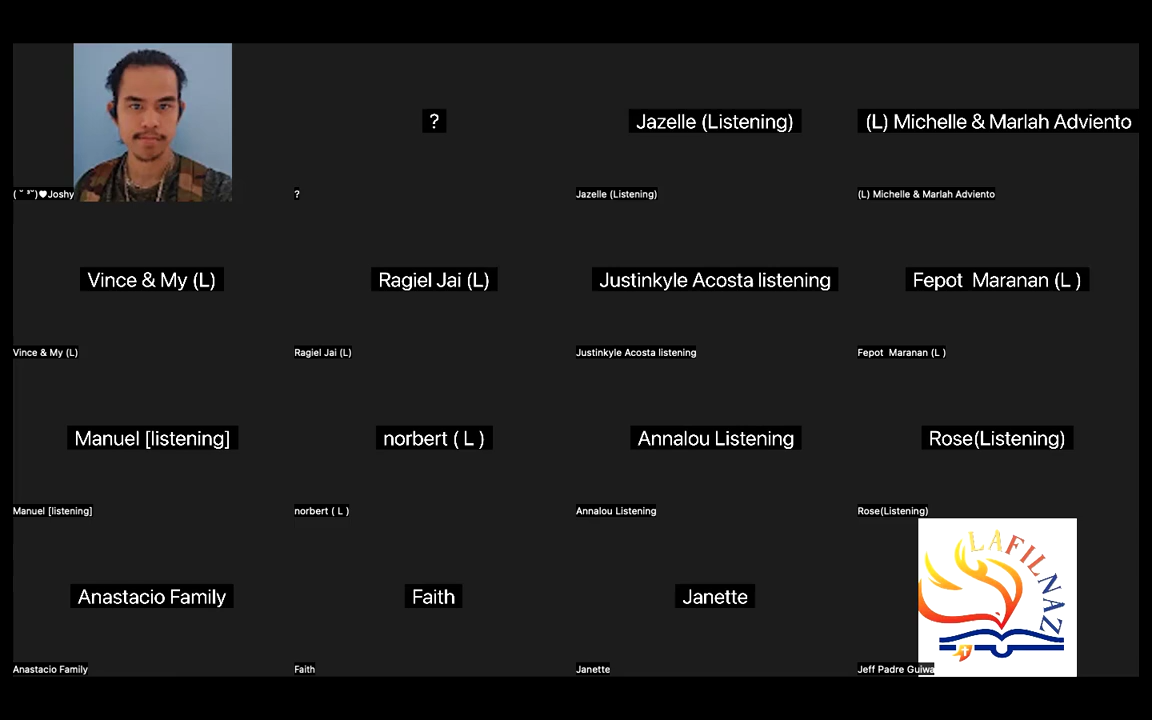 ?
Jazelle (Listening)
(L) Michelle & Marlah Adviento
( ˘ ³˘)♥Joshy
?
Jazelle (Listening)
(L) Michelle & Marlah Adviento
Vince & My (L)
Ragiel Jai (L)
Justinkyle Acosta listening
Fepot Maranan (L )
Vince & My (L)
Ragiel Jai (L)
Justinkyle Acosta listening
Fepot Maranan (L )
Manuel [listening]
norbert ( L )
Annalou Listening
Rose(Listening)
Manuel [listening]
norbert ( L )
Annalou Listening
Rose(Listening)
LAFILNAZ
Anastacio Family
Faith
Janette
Anastacio Family
Faith
Janette
Jeff Padre Guiwa